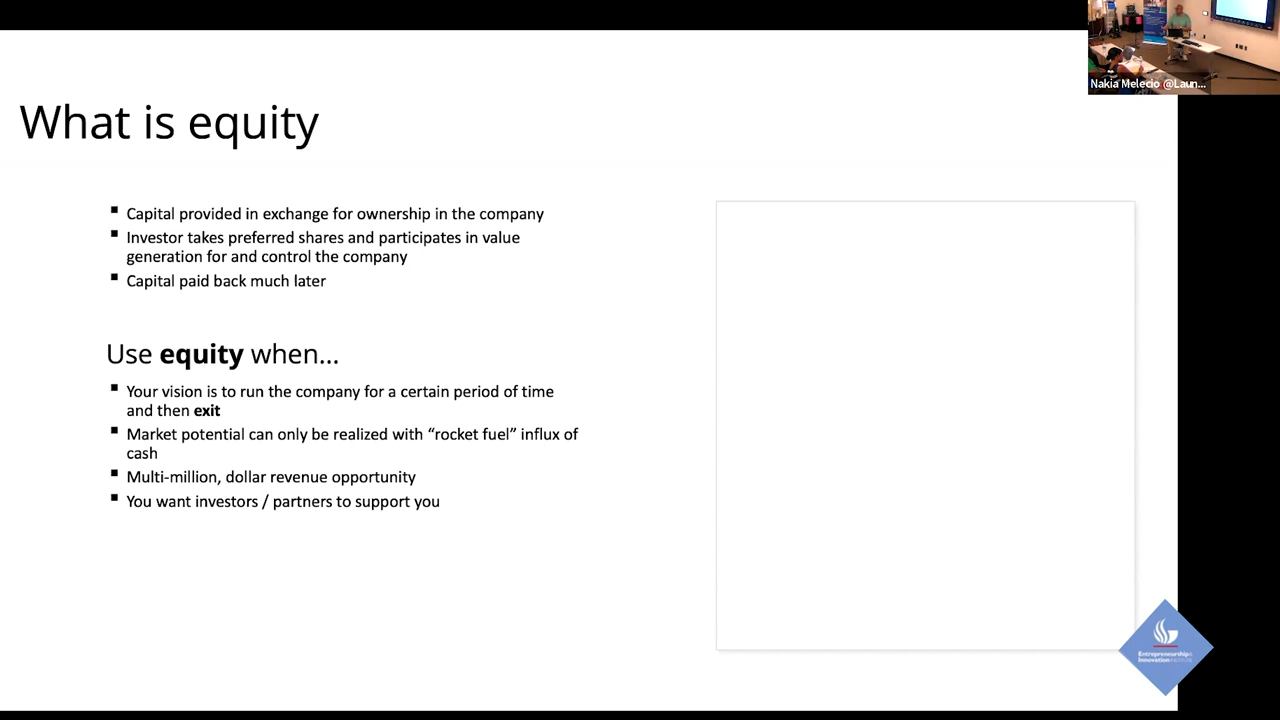 Nakia Melecio @Laun...
What is equity
Capital provided in exchange for ownership in the company
Investor takes preferred shares and participates in value
generation for and control the company
Capital paid back much later
Use equity when...
Your vision is to run the company for a certain period of time
and then exit
Market potential can only be realized with “rocket fuel” influx of
cash
Multi-million, dollar revenue opportunity
You want investors / partners to support you
Entrepreneurship&
Innovation INSTITUTE